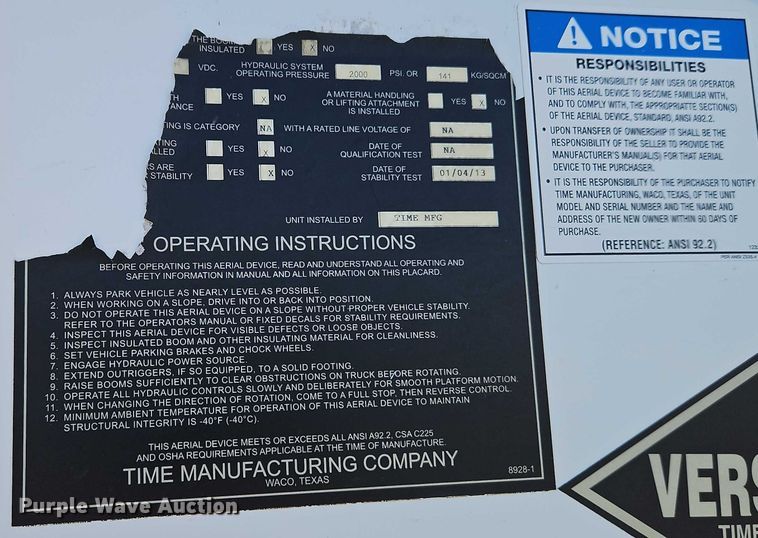 THE BOOM
INSULATED YES X NO
VDC. HYDRAULIC SYSTEM
OPERATING PRESSURE 2000 PSI. OR 141 KG/SQCM
YES X NO A MATERIAL HANDLING
OR LIFTING ATTACHMENT
IS INSTALLED YES X NO
IS CATEGORY NA WITH A RATED LINE VOLTAGE OF NA
YES X NO DATE OF
QUALIFICATION TEST NA
ARE
STABILITY YES X NO DATE OF
STABILITY TEST 01/04/13
UNIT INSTALLED BY TIME MFG
OPERATING INSTRUCTIONS
BEFORE OPERATING THIS AERIAL DEVICE, READ AND UNDERSTAND ALL OPERATING AND
SAFETY INFORMATION IN MANUAL AND ALL INFORMATION ON THIS PLACARD.
1. ALWAYS PARK VEHICLE AS NEARLY LEVEL AS POSSIBLE.
2. WHEN WORKING ON A SLOPE, DRIVE INTO OR BACK INTO POSITION.
3. DO NOT OPERATE THIS AERIAL DEVICE ON A SLOPE WITHOUT PROPER VEHICLE STABILITY.
REFER TO THE OPERATORS MANUAL OR FIXED DECALS FOR STABILITY REQUIREMENTS.
4. INSPECT THIS AERIAL DEVICE FOR VISIBLE DEFECTS OR LOOSE OBJECTS.
5. INSPECT INSULATED BOOM AND OTHER INSULATING MATERIAL FOR CLEANLINESS.
6. SET VEHICLE PARKING BRAKES AND CHOCK WHEELS.
7. ENGAGE HYDRAULIC POWER SOURCE.
8. EXTEND OUTRIGGERS, IF SO EQUIPPED, TO A SOLID FOOTING.
9. RAISE BOOMS SUFFICIENTLY TO CLEAR OBSTRUCTIONS ON TRUCK BEFORE ROTATING.
10. OPERATE ALL HYDRAULIC CONTROLS SLOWLY AND DELIBERATELY FOR SMOOTH PLATFORM MOTION.
11. WHEN CHANGING THE DIRECTION OF ROTATION, COME TO A FULL STOP, THEN REVERSE CONTROL.
12. MINIMUM AMBIENT TEMPERATURE FOR OPERATION OF THIS AERIAL DEVICE TO MAINTAIN
STRUCTURAL INTEGRITY IS -40°F (-40°C).
THIS AERIAL DEVICE MEETS OR EXCEEDS ALL ANSI A92.2, CSA C225
AND OSHA REQUIREMENTS APPLICABLE AT THE TIME OF MANUFACTURE.
TIME MANUFACTURING COMPANY
WACO, TEXAS
8928-1
NOTICE
RESPONSIBILITIES
• IT IS THE RESPONSIBILITY OF ANY USER OR OPERATOR
OF THIS AERIAL DEVICE TO BECOME FAMILIAR WITH,
AND TO COMPLY WITH, THE APPROPRIATTE SECTION(S)
OF THE AERIAL DEVICE, STANDARD, ANSI A92.2.
• UPON TRANSFER OF OWNERSHIP IT SHALL BE THE
RESPONSIBILITY OF THE SELLER TO PROVIDE THE
MANUFACTURER'S MANUAL(S) FOR THAT AERIAL
DEVICE TO THE PURCHASER.
• IT IS THE RESPONSIBILITY OF THE PURCHASER TO NOTIFY
TIME MANUFACTURING, WACO, TEXAS, OF THE UNIT
MODEL AND SERIAL NUMBER AND THE NAME AND
ADDRESS OF THE NEW OWNER WITHIN 60 DAYS OF
PURCHASE.
(REFERENCE: ANSI 92.2)
VERS
TIME
Purple Wave Auction